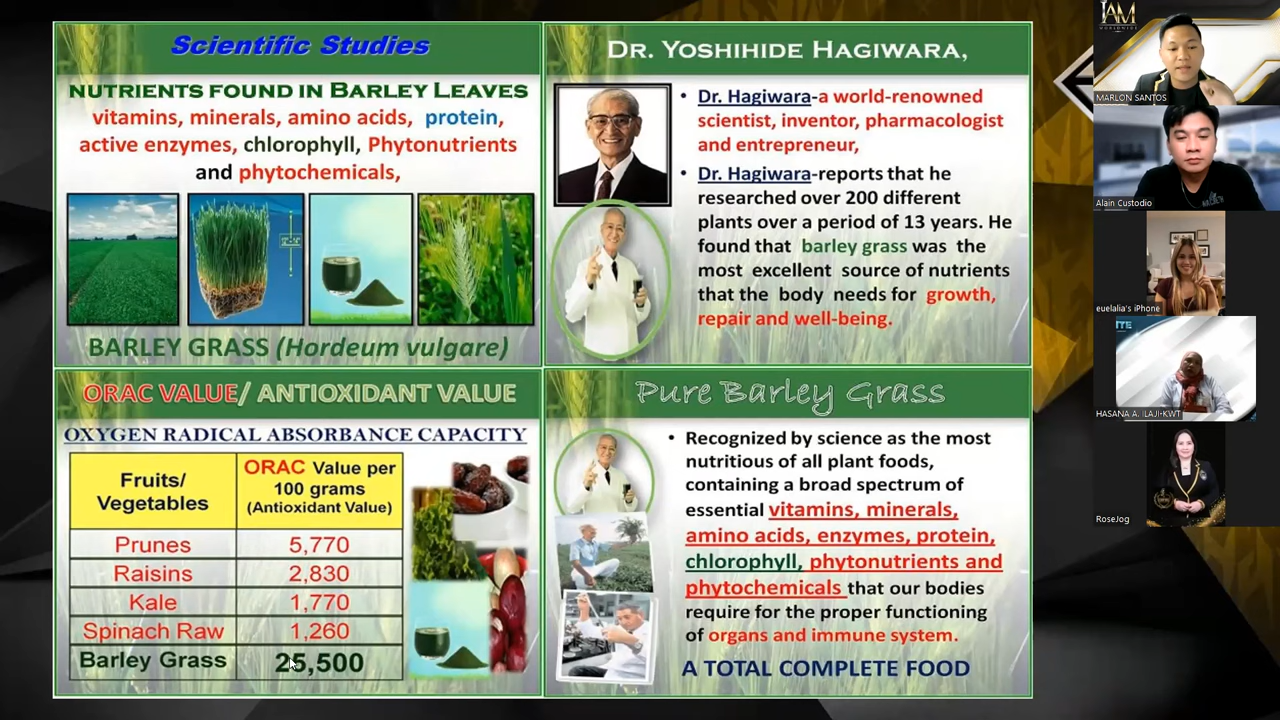 Scientific Studies
NUTRIENTS FOUND IN BARLEY LEAVES
vitamins, minerals, amino acids, protein,
active enzymes, chlorophyll, Phytonutrients
and phytochemicals,
BARLEY GRASS (Hordeum vulgare)
DR. YOSHIHIDE HAGIWARA,
• Dr. Hagiwara-a world-renowned
scientist, inventor, pharmacologist
and entrepreneur,
• Dr. Hagiwara-reports that he
researched over 200 different
plants over a period of 13 years. He
found that barley grass was the
most excellent source of nutrients
that the body needs for growth,
repair and well-being.
ORAC VALUE/ ANTIOXIDANT VALUE
OXYGEN RADICAL ABSORBANCE CAPACITY
Fruits/
Vegetables
ORAC Value per
100 grams
(Antioxidant Value)
Prunes 5,770
Raisins 2,830
Kale 1,770
Spinach Raw 1,260
Barley Grass 25,500
Pure Barley Grass
• Recognized by science as the most
nutritious of all plant foods,
containing a broad spectrum of
essential vitamins, minerals,
amino acids, enzymes, protein,
chlorophyll, phytonutrients and
phytochemicals that our bodies
require for the proper functioning
of organs and immune system.
A TOTAL COMPLETE FOOD
IAM
WORLDWIDE
MARLON SANTOS
Alain Custodio
euelalia's iPhone
HASANA A. ILAJI-KWT
RoseJog